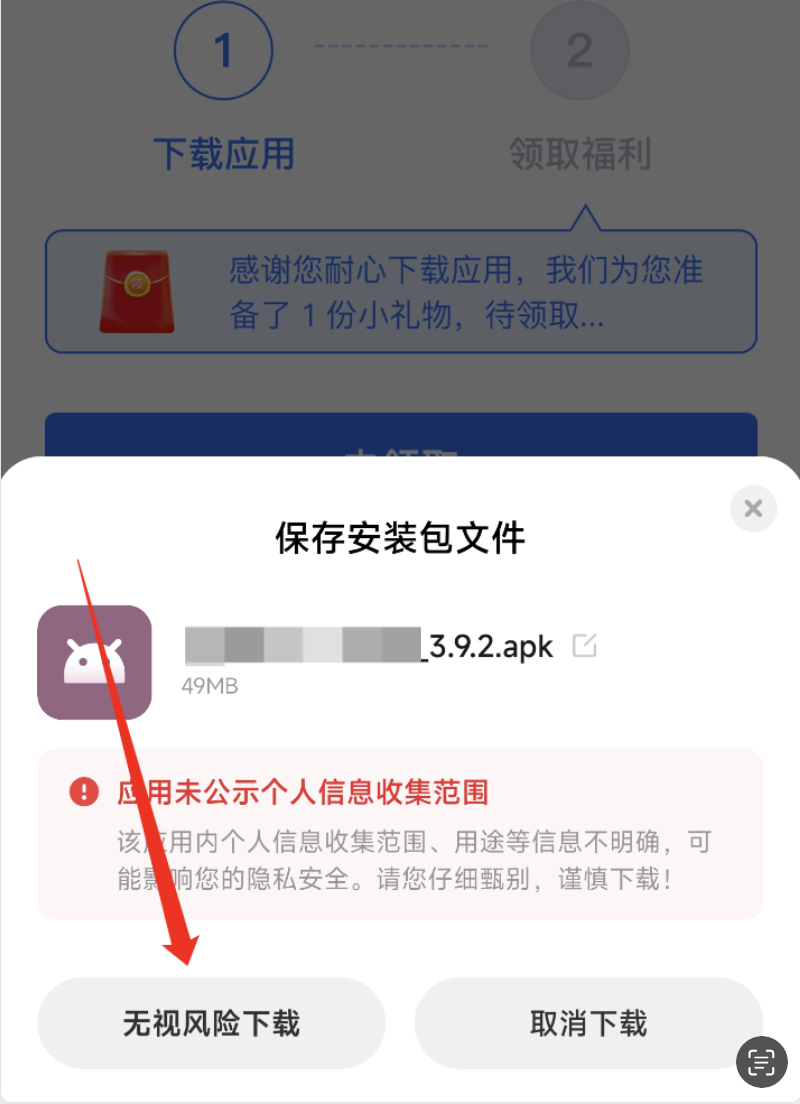 1
2
下载应用
领取福利
领
感谢您耐心下载应用，我们为您准
备了 1 份小礼物，待领取...
保存安装包文件
_3.9.2.apk
49MB
应用未公示个人信息收集范围
该应用内个人信息收集范围、用途等信息不明确，可
能影响您的隐私安全。请您仔细甄别，谨慎下载！
无视风险下载
取消下载